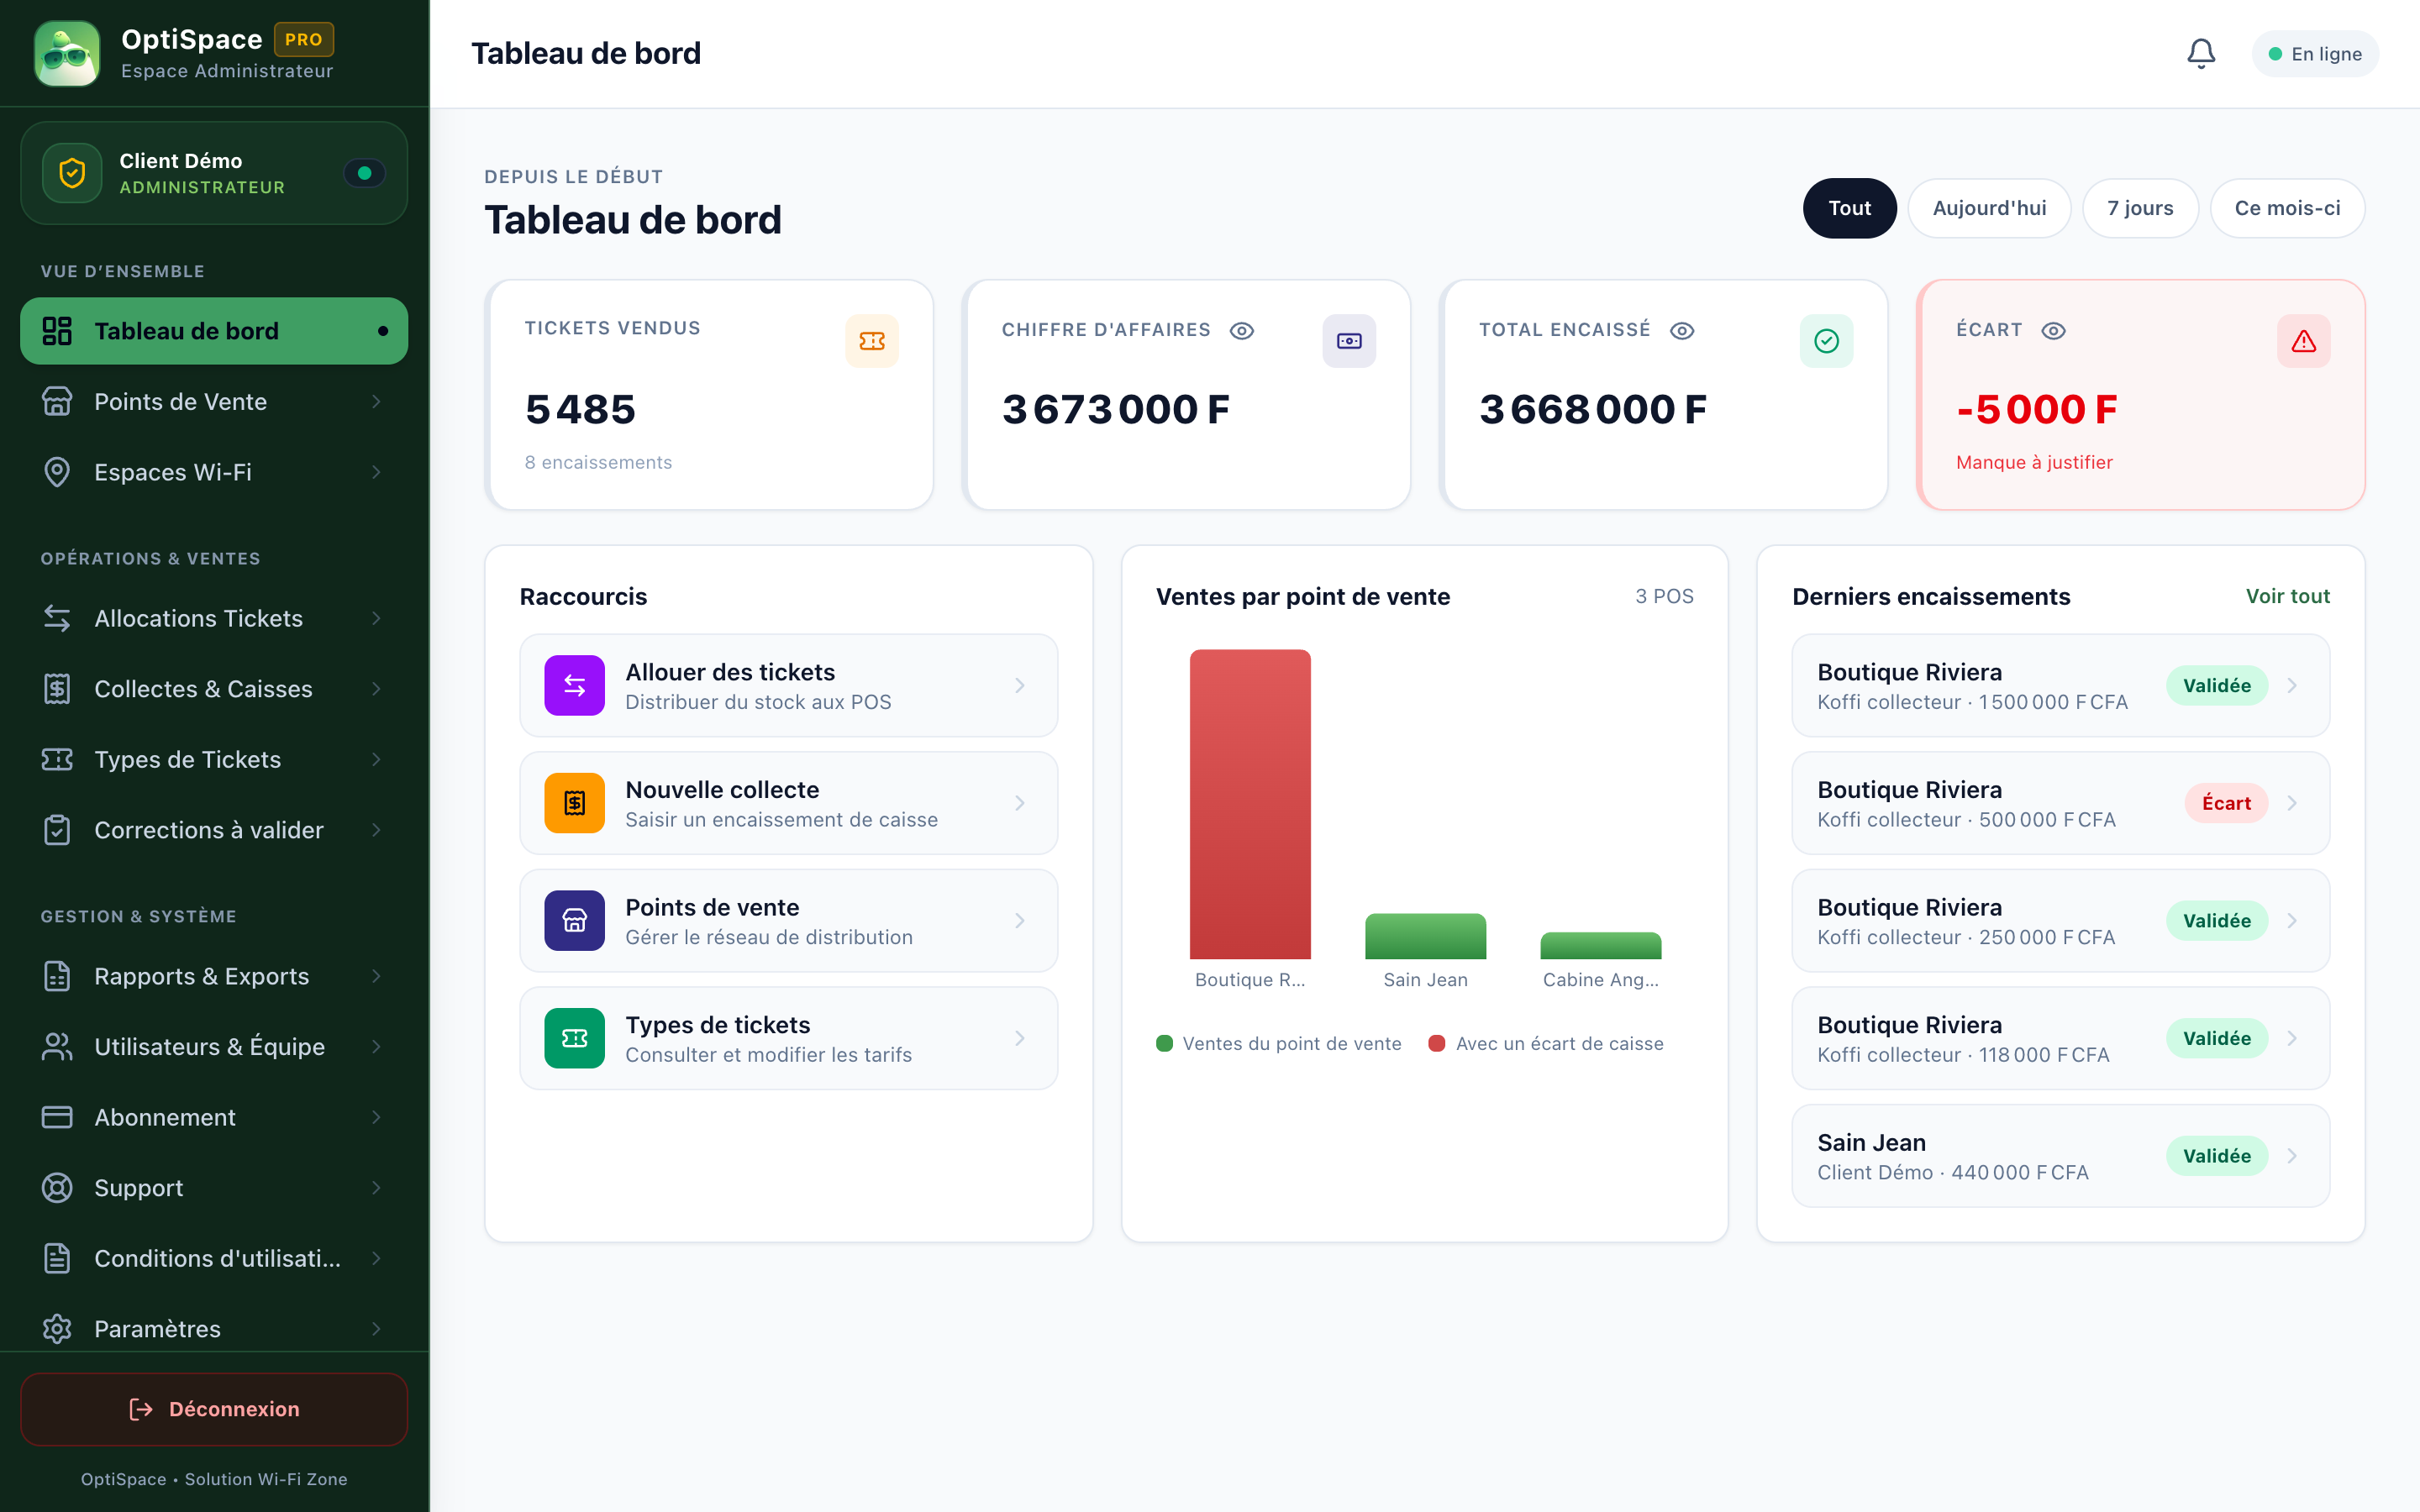 OptiSpace PRO
Espace Administrateur
Client Démo
ADMINISTRATEUR
VUE D'ENSEMBLE
Tableau de bord
Points de Vente
Espaces Wi-Fi
OPÉRATIONS & VENTES
Allocations Tickets
Collectes & Caisses
Types de Tickets
Corrections à valider
GESTION & SYSTÈME
Rapports & Exports
Utilisateurs & Équipe
Abonnement
Support
Conditions d'utilisati...
Paramètres
Déconnexion
OptiSpace • Solution Wi-Fi Zone
Tableau de bord
En ligne
DEPUIS LE DÉBUT
Tableau de bord
Tout
Aujourd'hui
7 jours
Ce mois-ci
TICKETS VENDUS
5 485
8 encaissements
CHIFFRE D'AFFAIRES
3 673 000 F
TOTAL ENCAISSÉ
3 668 000 F
ÉCART
-5 000 F
Manque à justifier
Raccourcis
Allouer des tickets
Distribuer du stock aux POS
Nouvelle collecte
Saisir un encaissement de caisse
Points de vente
Gérer le réseau de distribution
Types de tickets
Consulter et modifier les tarifs
Ventes par point de vente
3 POS
Boutique R...
Sain Jean
Cabine Ang...
Ventes du point de vente
Avec un écart de caisse
Derniers encaissements
Voir tout
Boutique Riviera
Koffi collecteur · 1 500 000 F CFA
Validée
Boutique Riviera
Koffi collecteur · 500 000 F CFA
Écart
Boutique Riviera
Koffi collecteur · 250 000 F CFA
Validée
Boutique Riviera
Koffi collecteur · 118 000 F CFA
Validée
Sain Jean
Client Démo · 440 000 F CFA
Validée